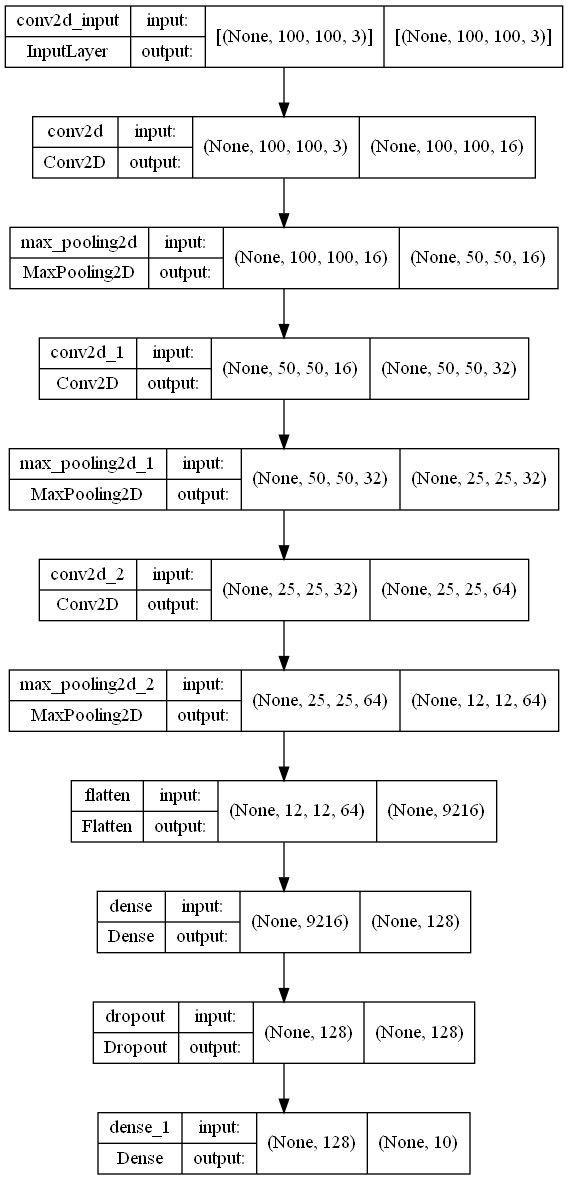 conv2d_input input: [(None, 100, 100, 3)] [(None, 100, 100, 3)]
InputLayer output:
conv2d input: (None, 100, 100, 3) (None, 100, 100, 16)
Conv2D output:
max_pooling2d input: (None, 100, 100, 16) (None, 50, 50, 16)
MaxPooling2D output:
conv2d_1 input: (None, 50, 50, 16) (None, 50, 50, 32)
Conv2D output:
max_pooling2d_1 input: (None, 50, 50, 32) (None, 25, 25, 32)
MaxPooling2D output:
conv2d_2 input: (None, 25, 25, 32) (None, 25, 25, 64)
Conv2D output:
max_pooling2d_2 input: (None, 25, 25, 64) (None, 12, 12, 64)
MaxPooling2D output:
flatten input: (None, 12, 12, 64) (None, 9216)
Flatten output:
dense input: (None, 9216) (None, 128)
Dense output:
dropout input: (None, 128) (None, 128)
Dropout output:
dense_1 input: (None, 128) (None, 10)
Dense output: